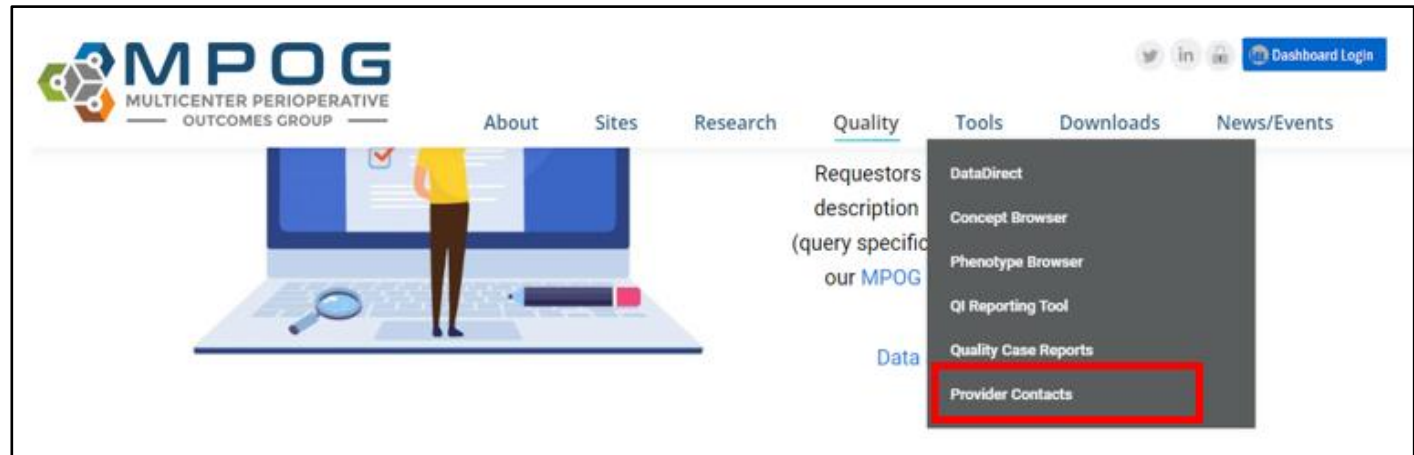 MPOG
MULTICENTER PERIOPERATIVE
OUTCOMES GROUP
in
Dashboard Login
About Sites Research Quality Tools Downloads News/Events
Requestors
description
(query specific
our MPOG
Data
DataDirect
Concept Browser
Phenotype Browser
QI Reporting Tool
Quality Case Reports
Provider Contacts